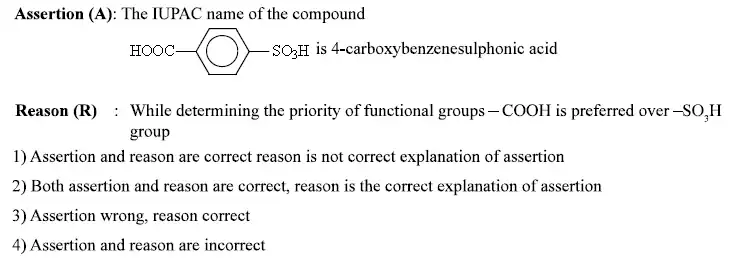 Assertion (A): The IUPAC name of the compound
HOOC— —SO₃H is 4-carboxybenzenesulphonic acid
Reason (R) : While determining the priority of functional groups – COOH is preferred over –SO₃H
group
1) Assertion and reason are correct reason is not correct explanation of assertion
2) Both assertion and reason are correct, reason is the correct explanation of assertion
3) Assertion wrong, reason correct
4) Assertion and reason are incorrect